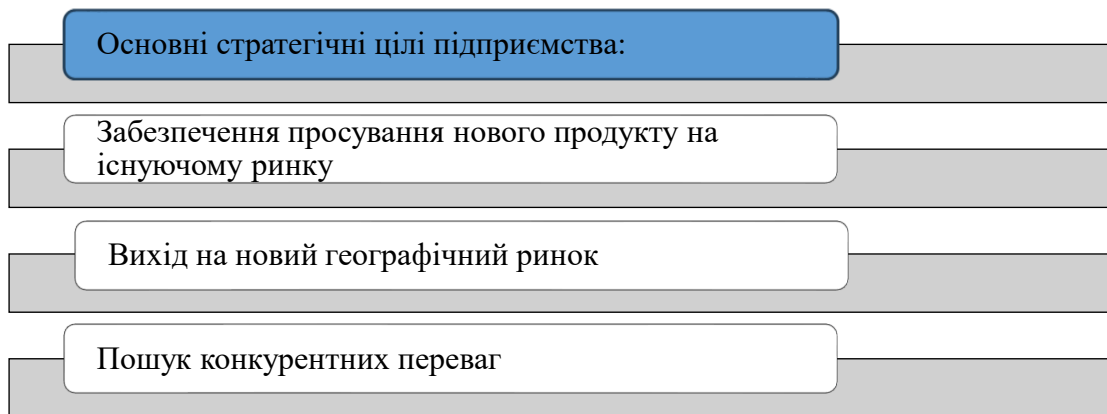 Основні стратегічні цілі підприємства:
Забезпечення просування нового продукту на
існуючому ринку
Вихід на новий географічний ринок
Пошук конкурентних переваг